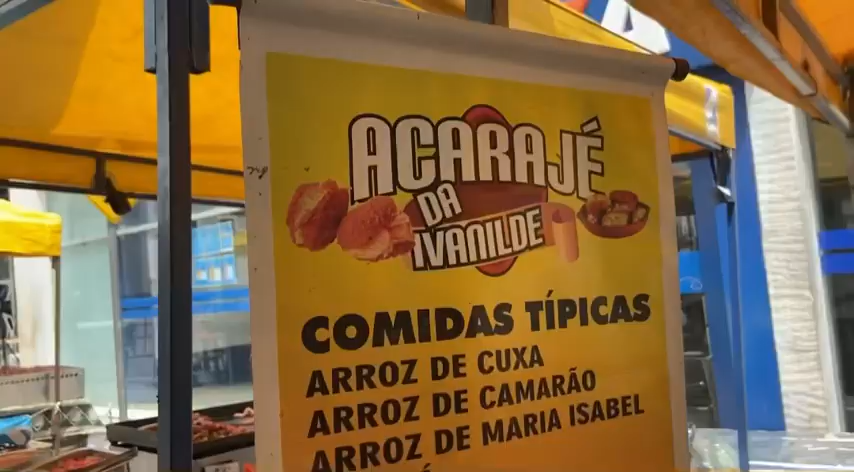 ACARAJÉ
DA
IVANILDE
COMIDAS TÍPICAS
ARROZ DE CUXA
ARROZ DE CAMARÃO
ARROZ DE MARIA ISABEL